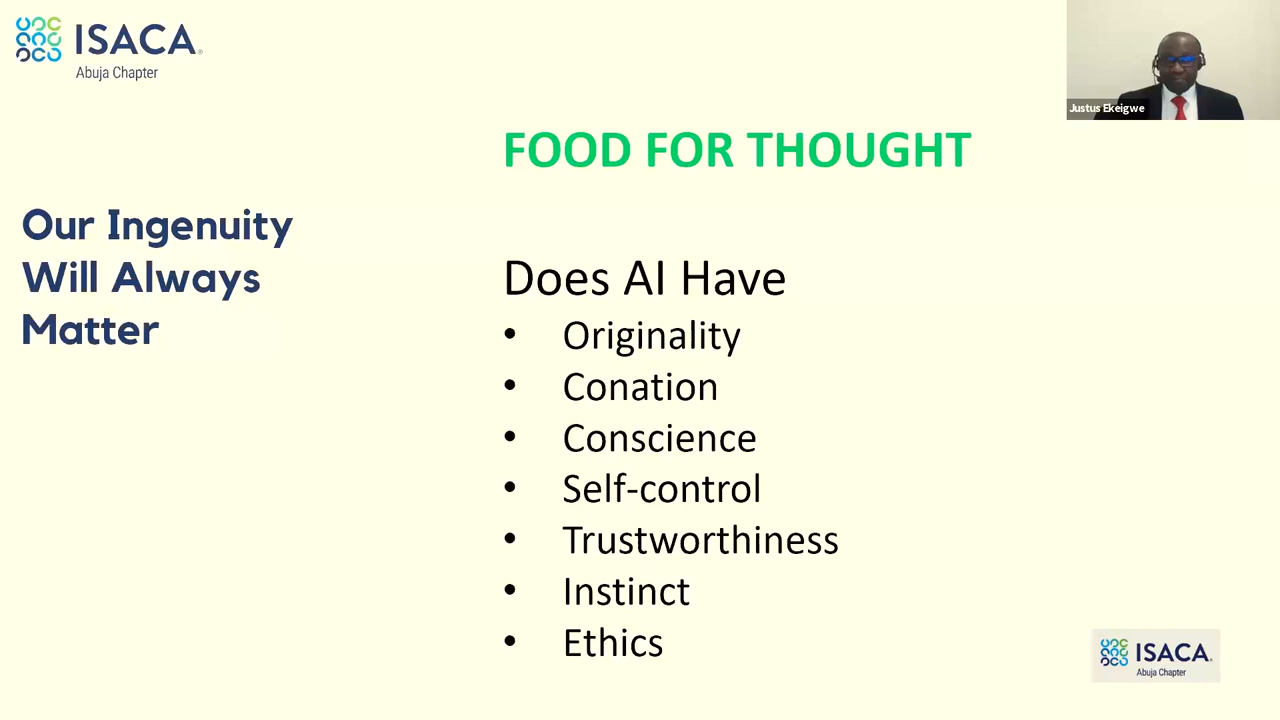 ISACA®
Abuja Chapter
Justus Ekeigwe
FOOD FOR THOUGHT
Our Ingenuity
Will Always
Matter
Does AI Have
• Originality
• Conation
• Conscience
• Self-control
• Trustworthiness
• Instinct
• Ethics
ISACA®
Abuja Chapter